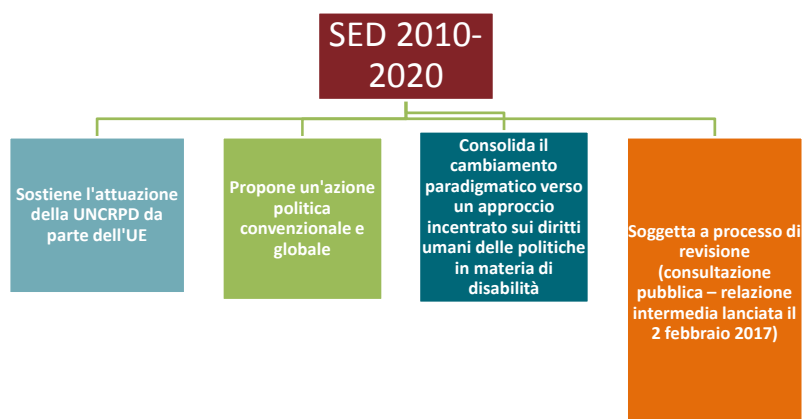 SED 2010-
2020
Sostiene l'attuazione
della UNCRPD da
parte dell'UE
Propone un'azione
politica
convenzionale e
globale
Consolida il
cambiamento
paradigmatico verso
un approccio
incentrato sui diritti
umani delle politiche
in materia di
disabilità
Soggetta a processo di
revisione
(consultazione
pubblica – relazione
intermedia lanciata il
2 febbraio 2017)